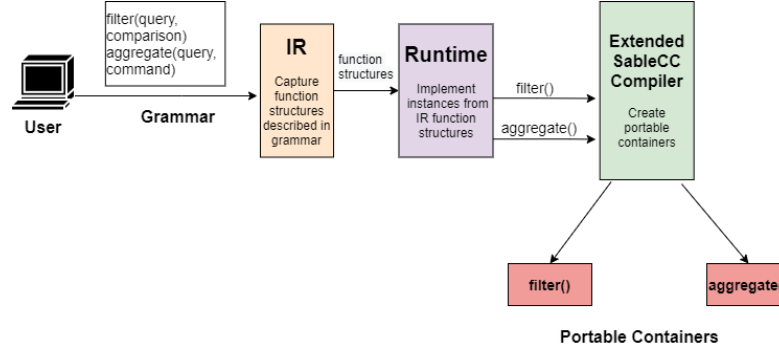 filter(query,
comparison)
aggregate(query,
command)
User
Grammar
IR
Capture
function
structures
described in
grammar
function
structures
Runtime
Implement
instances from
IR function
structures
filter()
aggregate()
Extended
SableCC
Compiler
Create
portable
containers
filter()
aggregate(
Portable Containers